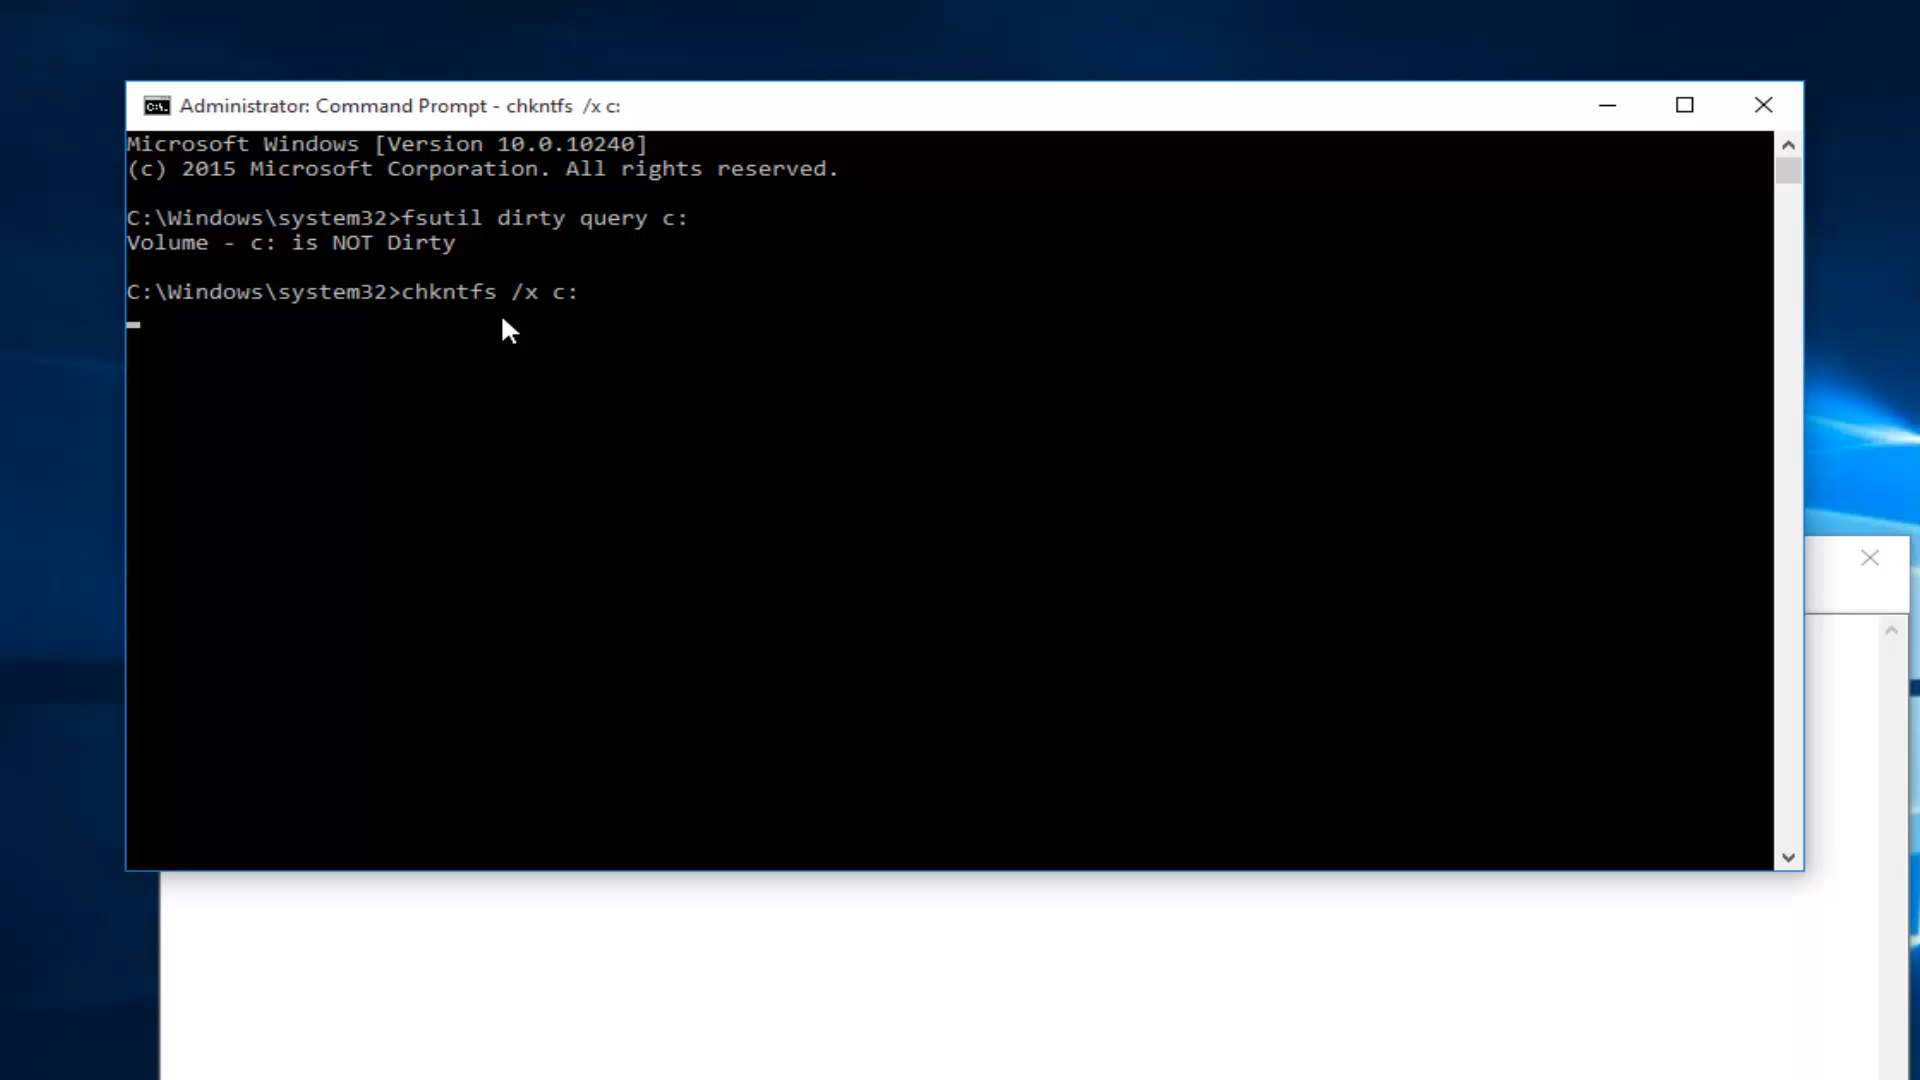 Administrator: Command Prompt - chkntfs  /x c:
Microsoft Windows [Version 10.0.10240]
(c) 2015 Microsoft Corporation. All rights reserved.
C:\Windows\system32>fsutil dirty query c:
Volume - c: is NOT Dirty
C:\Windows\system32>chkntfs /x c: